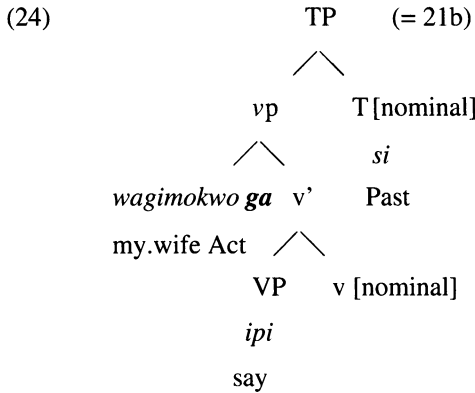 (24) TP (= 21b)
vp T [nominal]
si
wagimokwo ga v’ Past
my.wife Act
VP v [nominal]
ipi
say